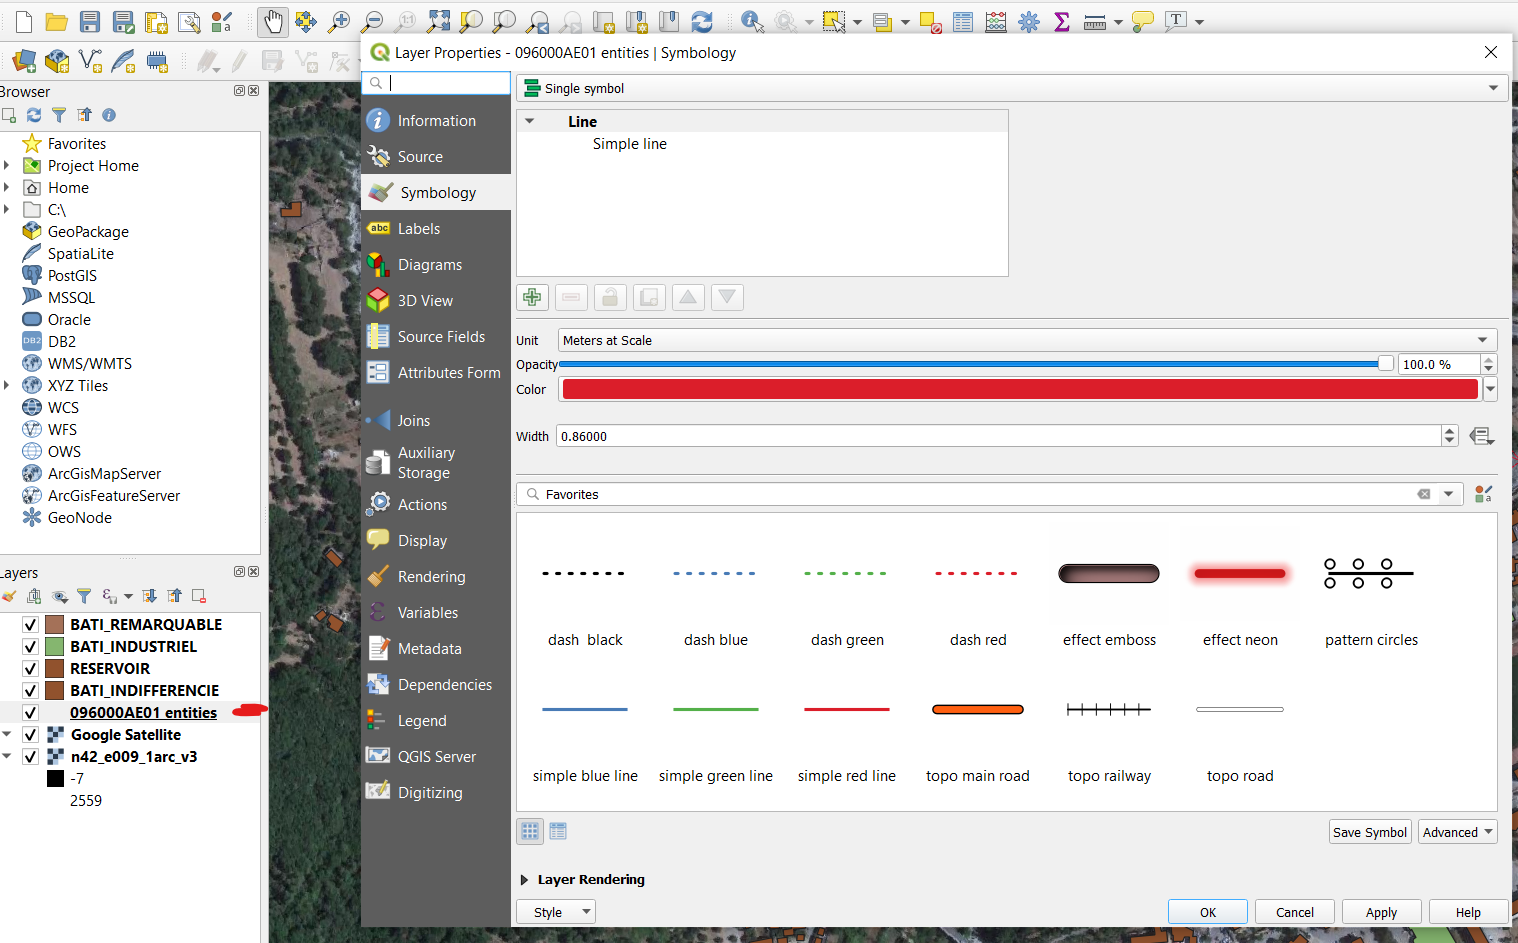 Layer Properties - 096000AE01 entities | Symbology
Browser
Favorites
Project Home
Home
C:\
GeoPackage
SpatiaLite
PostGIS
MSSQL
Oracle
DB2
DB2
WMS/WMTS
XYZ Tiles
WCS
WFS
OWS
ArcGisMapServer
ArcGisFeatureServer
GeoNode
Layers
BATI_REMARQUABLE
BATI_INDUSTRIEL
RESERVOIR
BATI_INDIFFERENCIE
096000AE01 entities
Google Satellite
n42_e009_1arc_v3
-7
2559
Information
Source
Symbology
abc
Labels
Diagrams
3D View
Source Fields
Attributes Form
Joins
Auxiliary
Storage
Actions
Display
Rendering
Variables
Metadata
Dependencies
Legend
QGIS Server
Digitizing
Single symbol
Line
Simple line
Unit
Meters at Scale
Opacity
100.0 %
Color
Width
0.86000
Favorites
dash  black
dash blue
dash green
dash red
effect emboss
effect neon
pattern circles
simple blue line
simple green line
simple red line
topo main road
topo railway
topo road
Save Symbol
Advanced
Layer Rendering
Style
OK
Cancel
Apply
Help